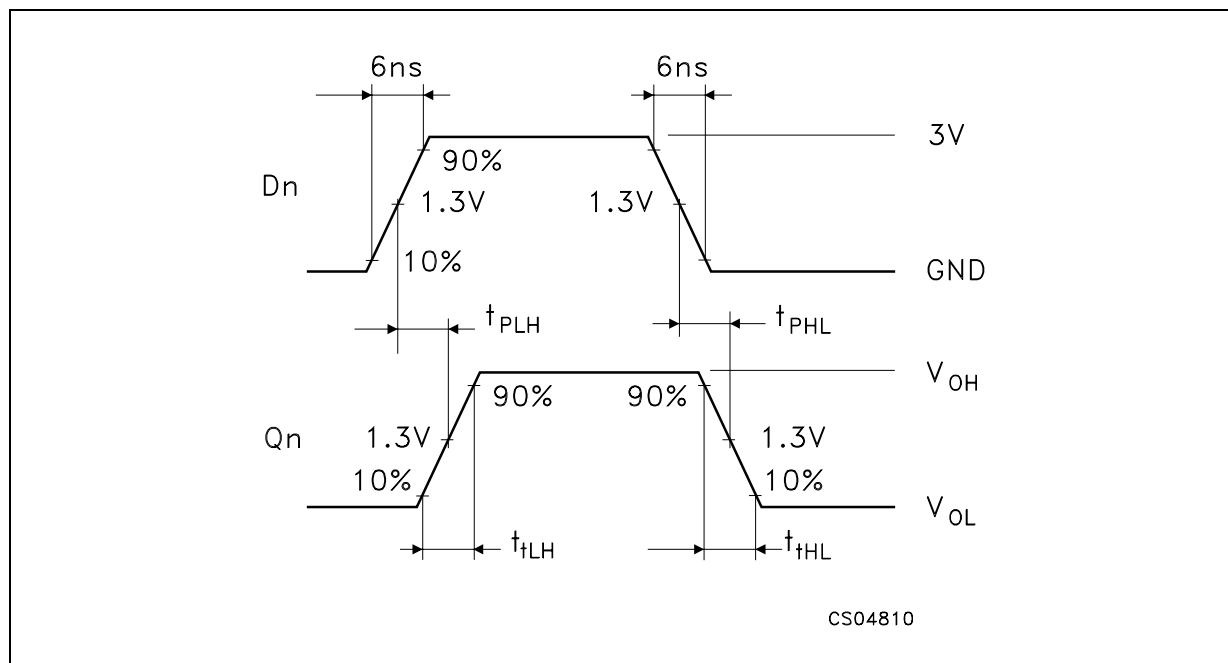 6ns 6ns
3V
90%
Dn 1.3V 1.3V
10%
GND
tPLH tPHL
VOH
90% 90%
Qn 1.3V 1.3V
10% 10%
VOL
ttLH ttHL
CS04810